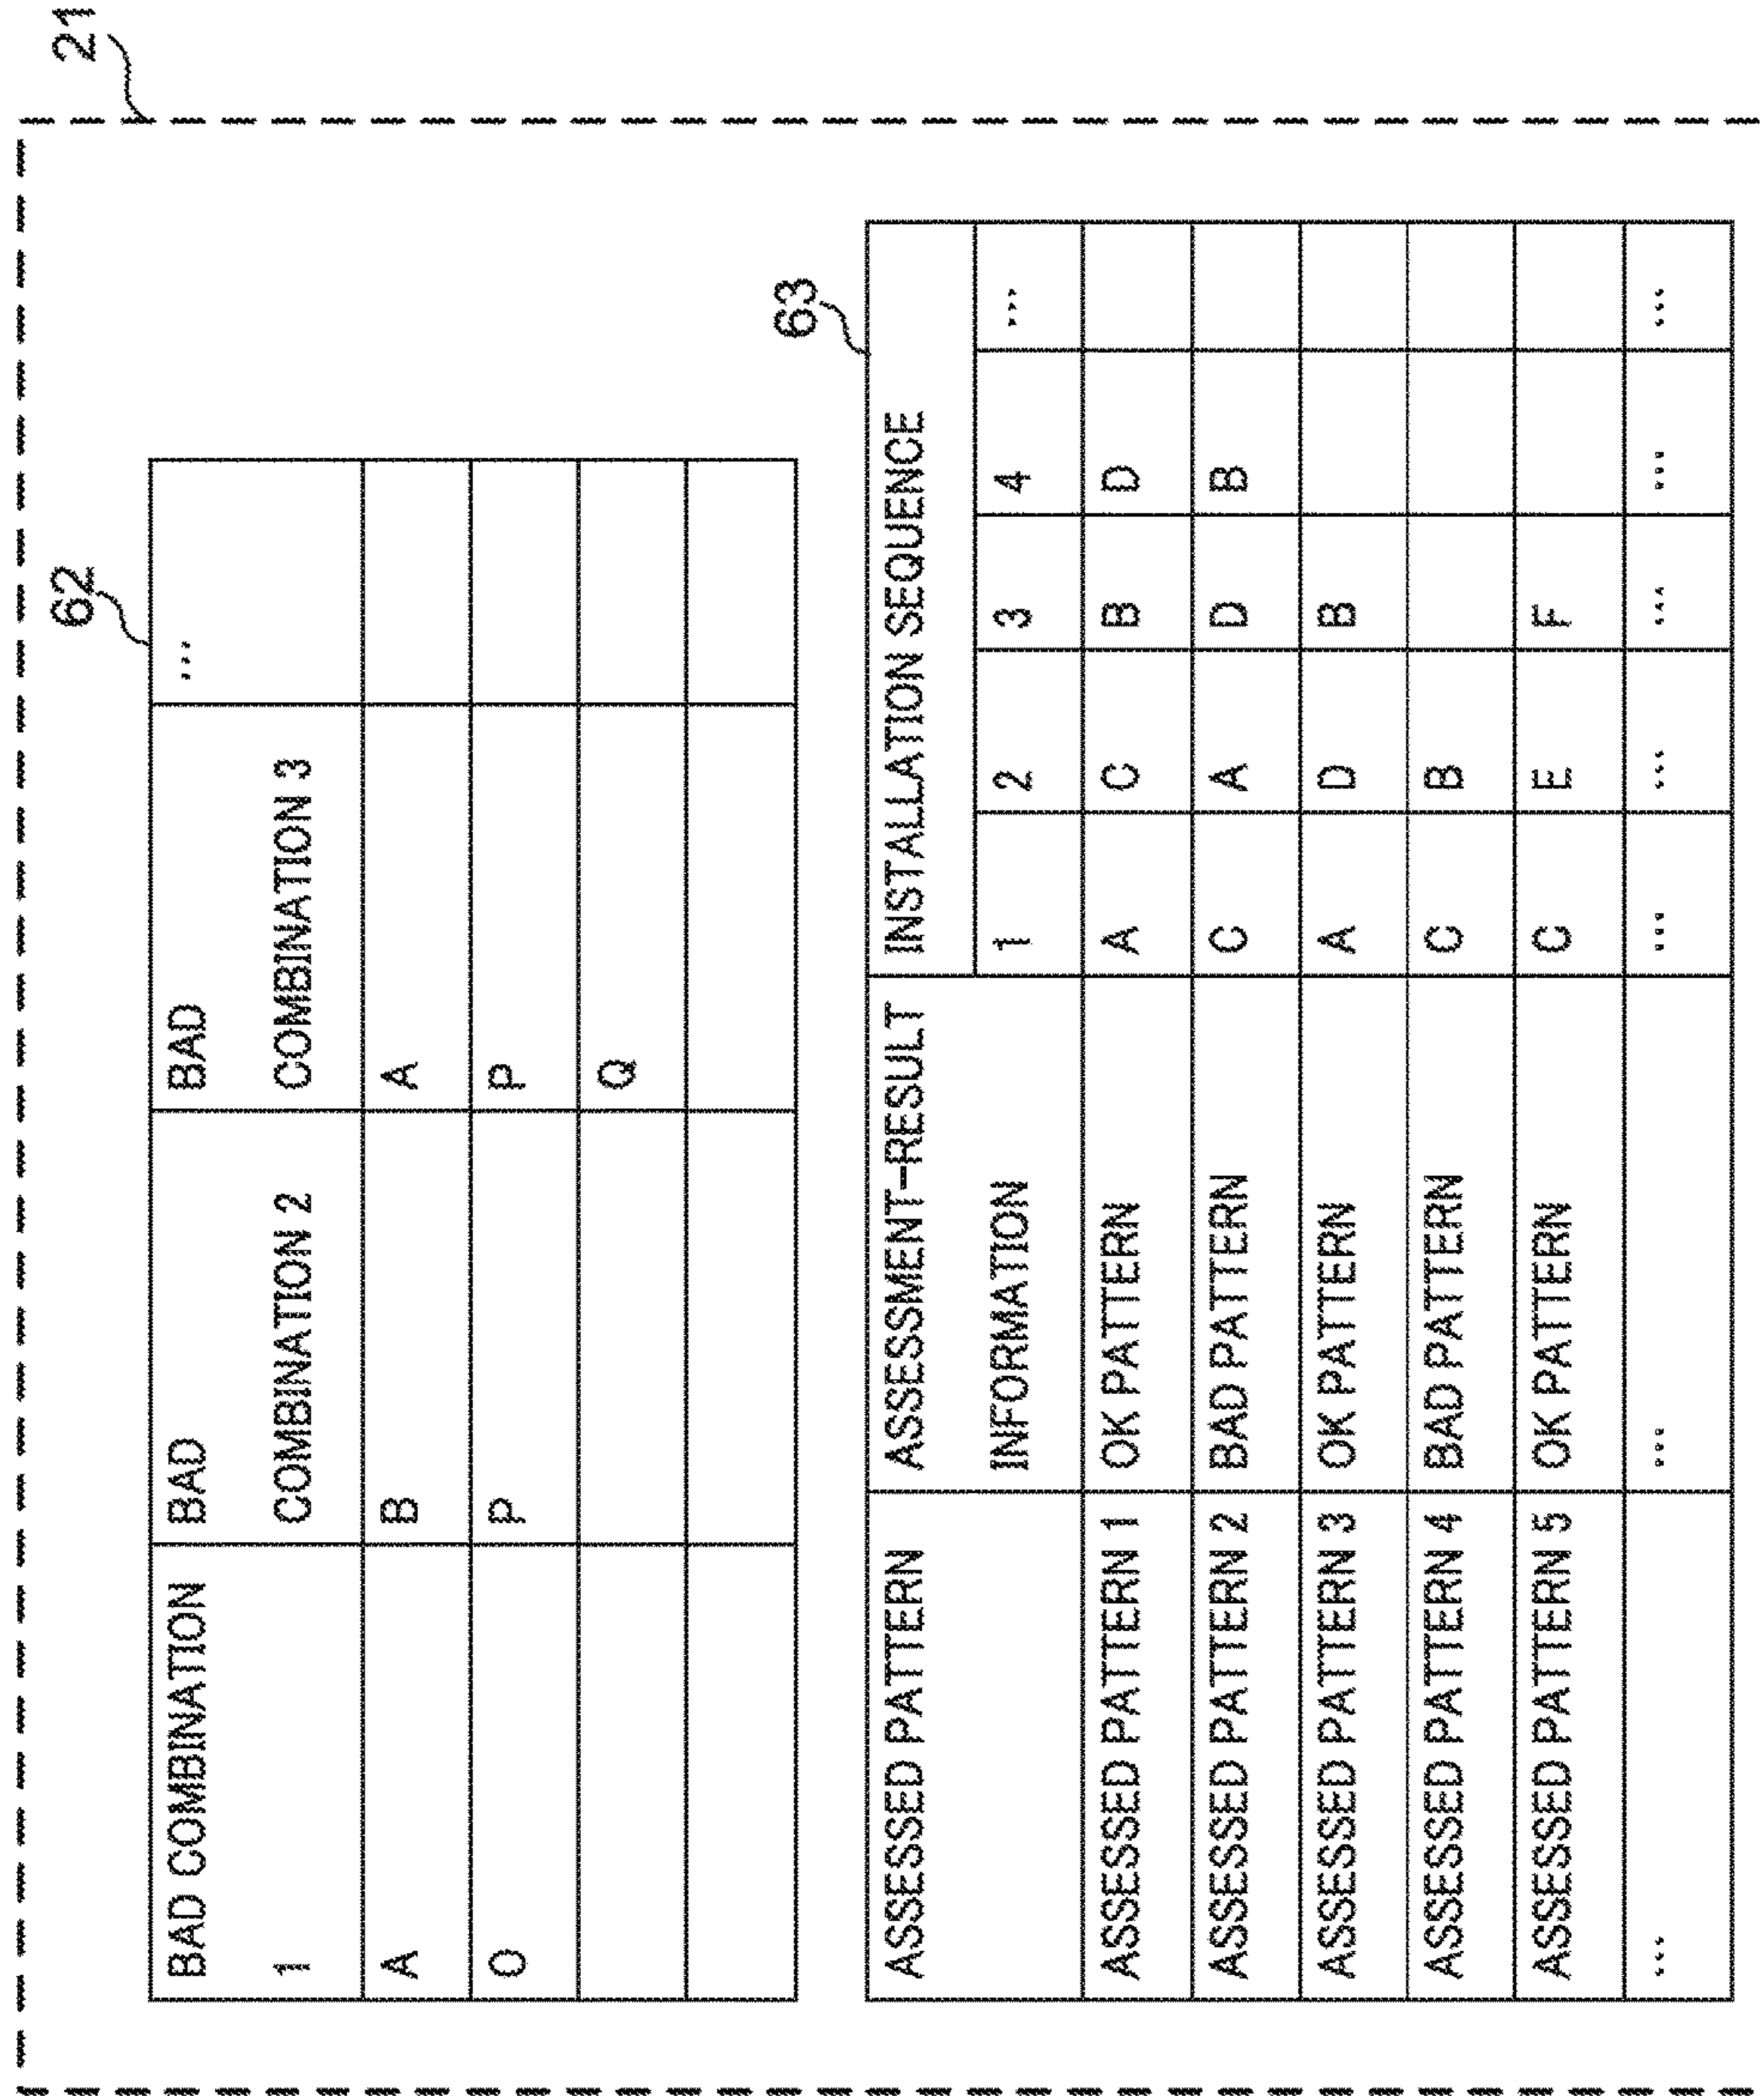 21
62
BAD COMBINATION 1 BAD COMBINATION 2 BAD COMBINATION 3 ...
A B A
O P P
Q
63
ASSESSED PATTERN ASSESSMENT-RESULT INFORMATION INSTALLATION SEQUENCE
1 2 3 4 ...
ASSESSED PATTERN 1 OK PATTERN A C B D
ASSESSED PATTERN 2 BAD PATTERN C A D B
ASSESSED PATTERN 3 OK PATTERN A D B
ASSESSED PATTERN 4 BAD PATTERN C B
ASSESSED PATTERN 5 OK PATTERN C E F
... ... ... ... ... ... ...